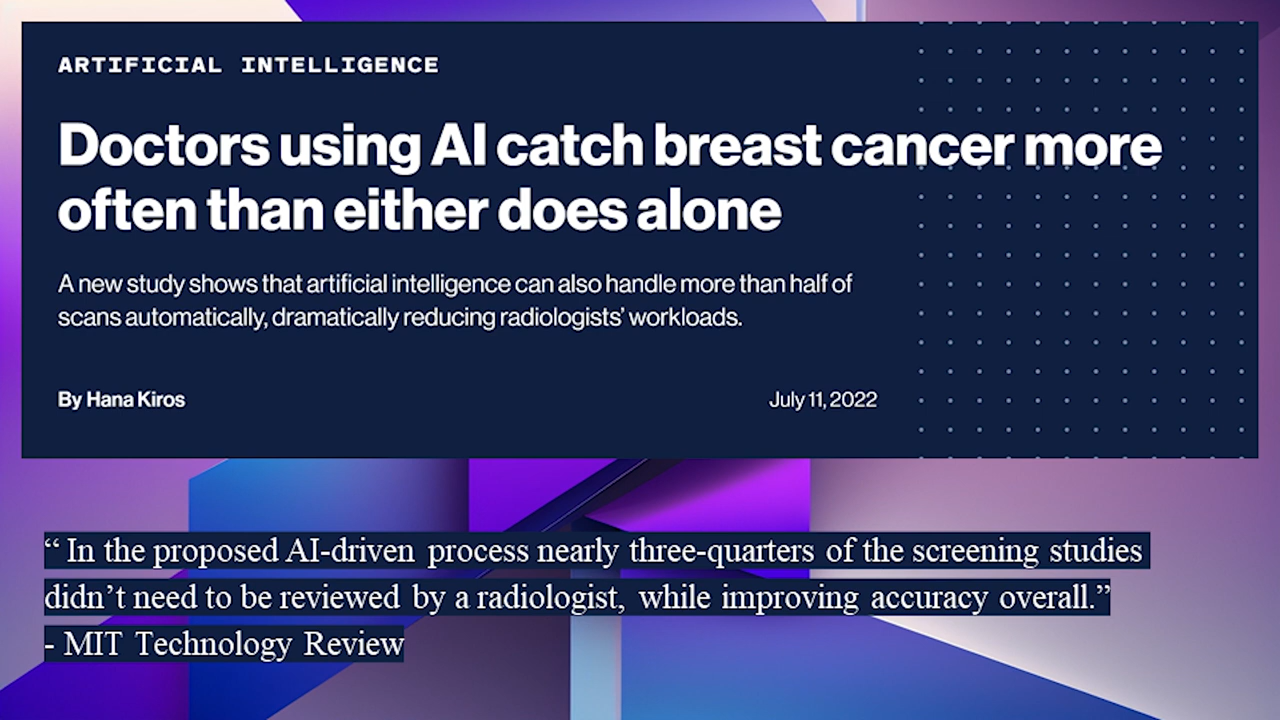 ARTIFICIAL INTELLIGENCE
Doctors using AI catch breast cancer more
often than either does alone
A new study shows that artificial intelligence can also handle more than half of
scans automatically, dramatically reducing radiologists’ workloads.
By Hana Kiros
July 11, 2022
“ In the proposed AI-driven process nearly three-quarters of the screening studies
didn’t need to be reviewed by a radiologist, while improving accuracy overall.”
- MIT Technology Review